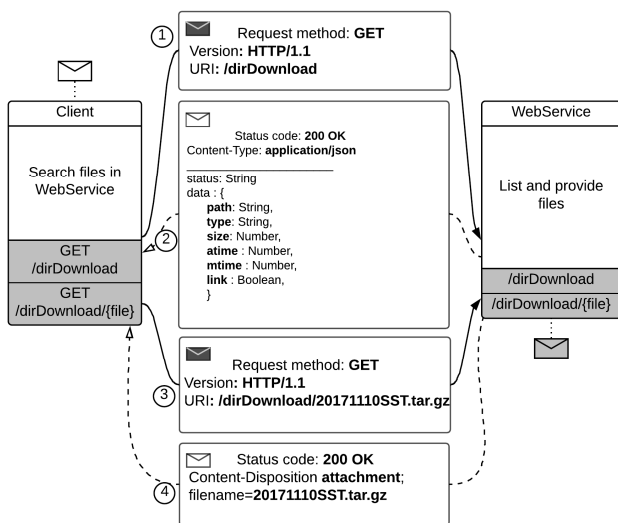 1
Request method: GET
Version: HTTP/1.1
URI: /dirDownload
Client
Search files in
WebService
GET
/dirDownload
GET
/dirDownload/{file}
2
Status code: 200 OK
Content-Type: application/json
status: String
data : {
path: String,
type: String,
size: Number,
atime : Number,
mtime : Number,
link : Boolean,
}
WebService
List and provide
files
/dirDownload
/dirDownload/{file}
3
Request method: GET
Version: HTTP/1.1
URI: /dirDownload/20171110SST.tar.gz
4
Status code: 200 OK
Content-Disposition attachment;
filename=20171110SST.tar.gz